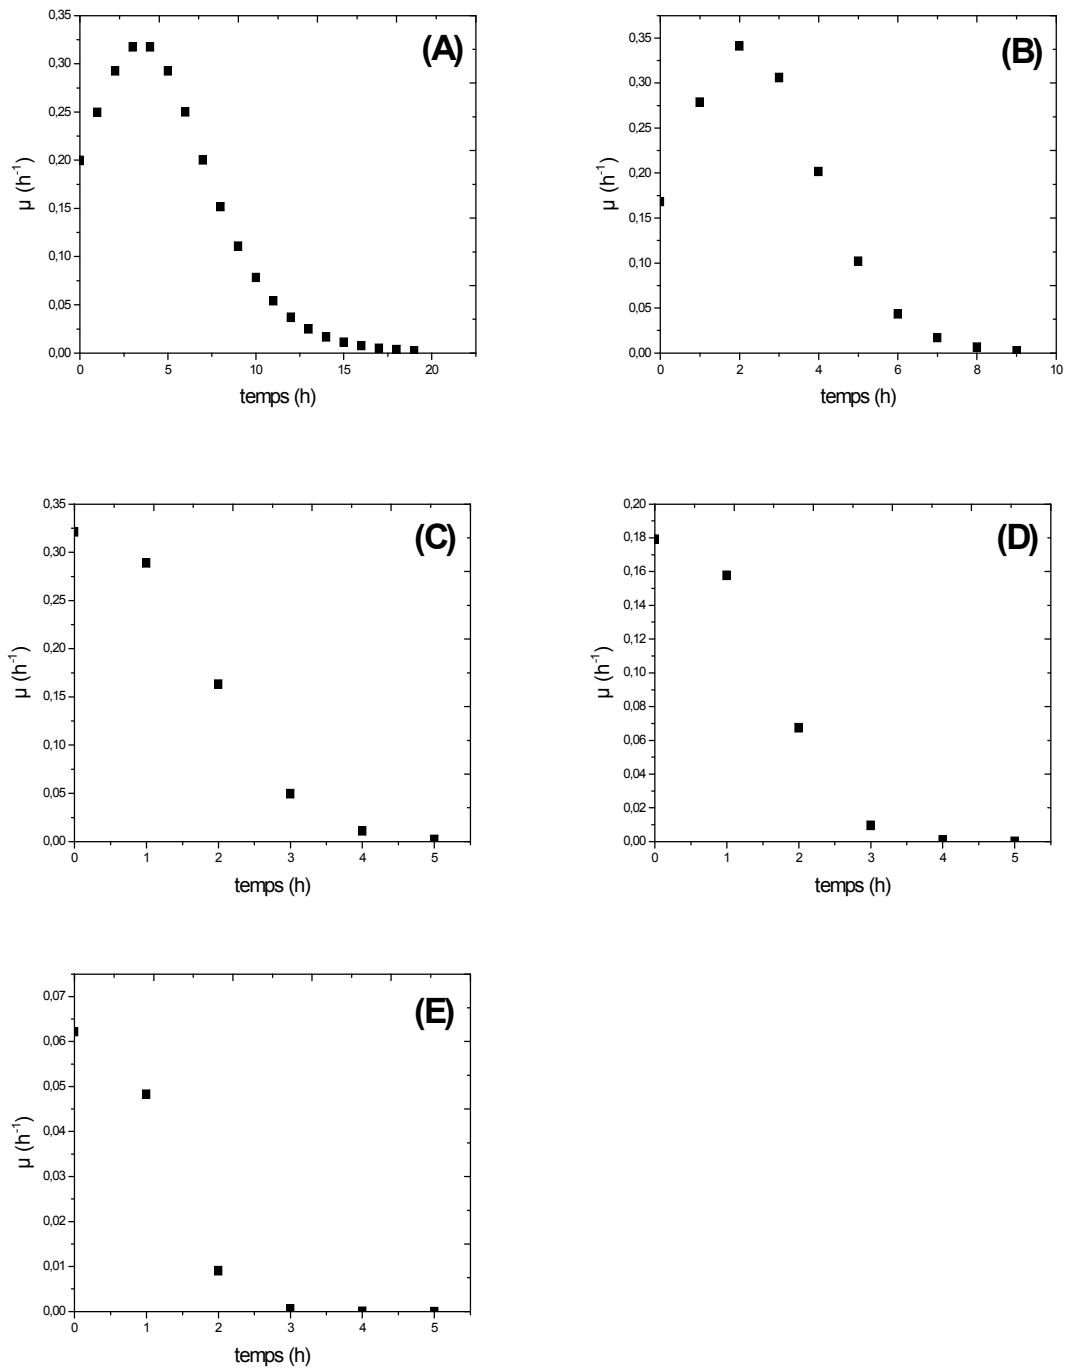 (A)
0,35
0,30
0,25
0,20
0,15
0,10
0,05
0,00
µ (h-1)
0 5 10 15 20
temps (h)
(B)
0,35
0,30
0,25
0,20
0,15
0,10
0,05
0,00
µ (h-1)
0 2 4 6 8 10
temps (h)
(C)
0,35
0,30
0,25
0,20
0,15
0,10
0,05
0,00
µ (h-1)
0 1 2 3 4 5
temps (h)
(D)
0,20
0,18
0,16
0,14
0,12
0,10
0,08
0,06
0,04
0,02
0,00
µ (h-1)
0 1 2 3 4 5
temps (h)
(E)
0,07
0,06
0,05
0,04
0,03
0,02
0,01
0,00
µ (h-1)
0 1 2 3 4 5
temps (h)